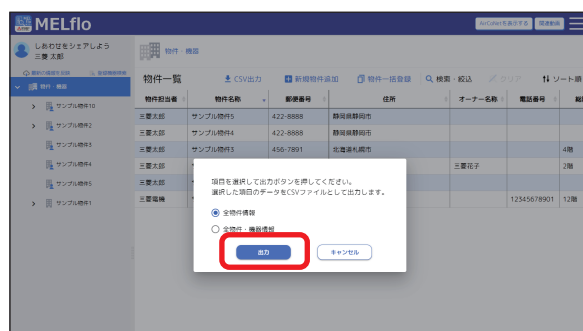 MELflo
AirCoNetを表示する
しあわせをシェアしよう
三菱 太郎
物件・機器
物件・機器
物件一覧
CSV出力
新規物件追加
物件一括登録
検索・絞込
クリア
ソート順
サンプル物件10
サンプル物件2
サンプル物件3
サンプル物件4
サンプル物件5
サンプル物件1
物件担当者
物件名称
郵便番号
住所
オーナー名称
電話番号
三菱太郎
サンプル物件5
422-8888
静岡県静岡市
三菱太郎
サンプル物件4
422-8888
静岡県静岡市
三菱太郎
サンプル物件3
456-7891
北海道札幌市
4階
三菱太郎
三菱花子
2階
三菱電機
12345678901
12階
項目を選択して出力ボタンを押してください。
選択した項目のデータをCSVファイルとして出力します。
全物件情報
全物件・機器情報
出力
キャンセル